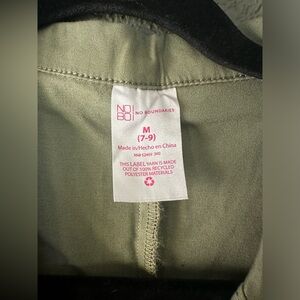 NO
BO
NO BOUNDARIES
M
(7-9)
Made in/Hecho en China
THIS LABEL YARN IS MADE
OUT OF 100% RECYCLED
POLYESTER MATERIALS